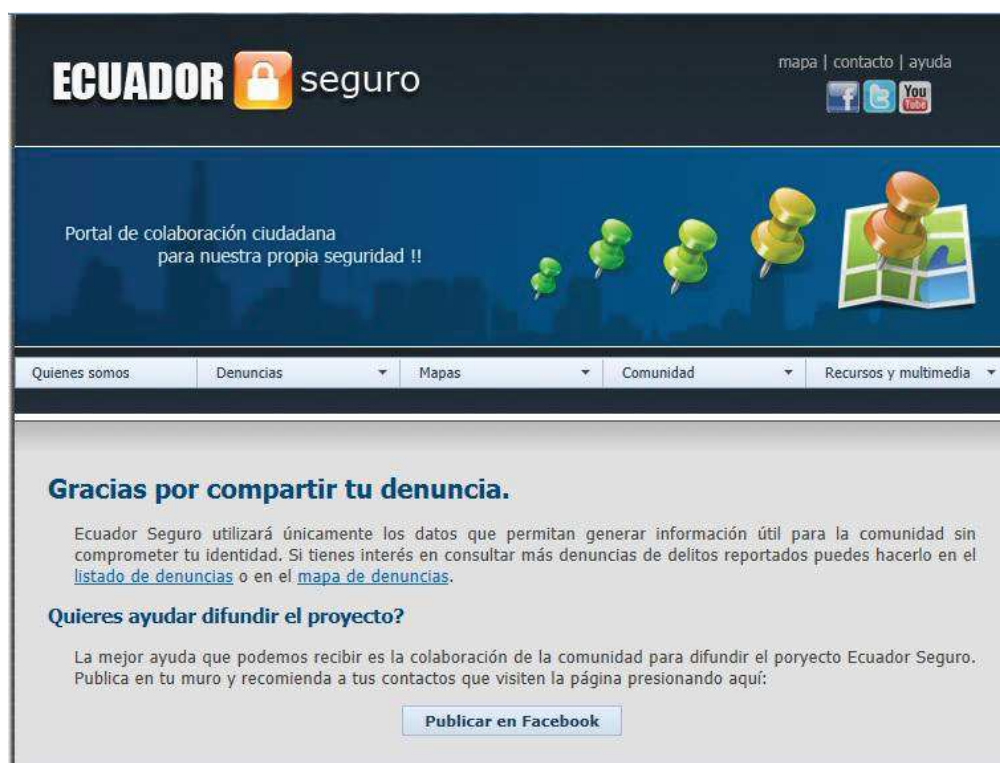 ECUADOR seguro
mapa | contacto | ayuda
f t You Tube
Portal de colaboración ciudadana
para nuestra propia seguridad !!
Quienes somos Denuncias Mapas Comunidad Recursos y multimedia
Gracias por compartir tu denuncia.
Ecuador Seguro utilizará únicamente los datos que permitan generar información útil para la comunidad sin
comprometer tu identidad. Si tienes interés en consultar más denuncias de delitos reportados puedes hacerlo en el
listado de denuncias o en el mapa de denuncias.
Quieres ayudar difundir el proyecto?
La mejor ayuda que podemos recibir es la colaboración de la comunidad para difundir el poryecto Ecuador Seguro.
Publica en tu muro y recomienda a tus contactos que visiten la página presionando aquí:
Publicar en Facebook